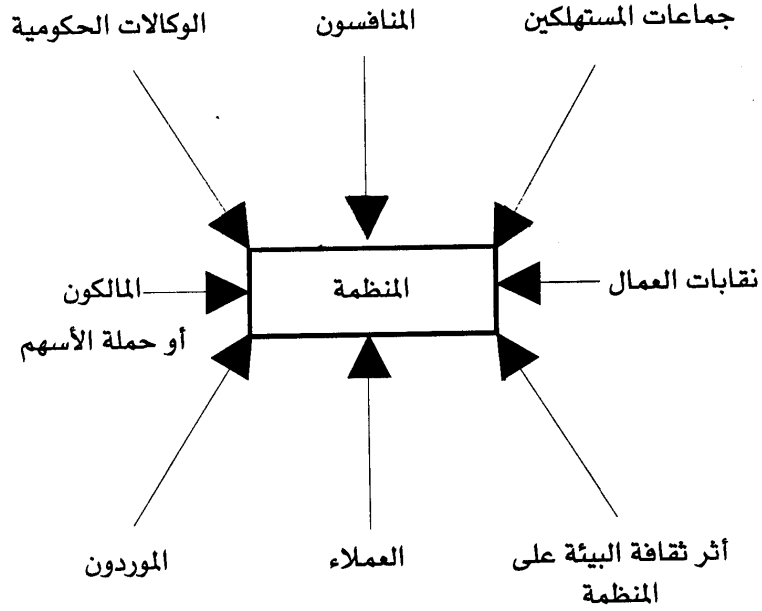 جماعات المستهلكين
المنافسون
الوكالات الحكومية
نقابات العمال
المنظمة
المالكون
أو حملة الأسهم
أثر ثقافة البيئة على
المنظمة
العملاء
الموردون